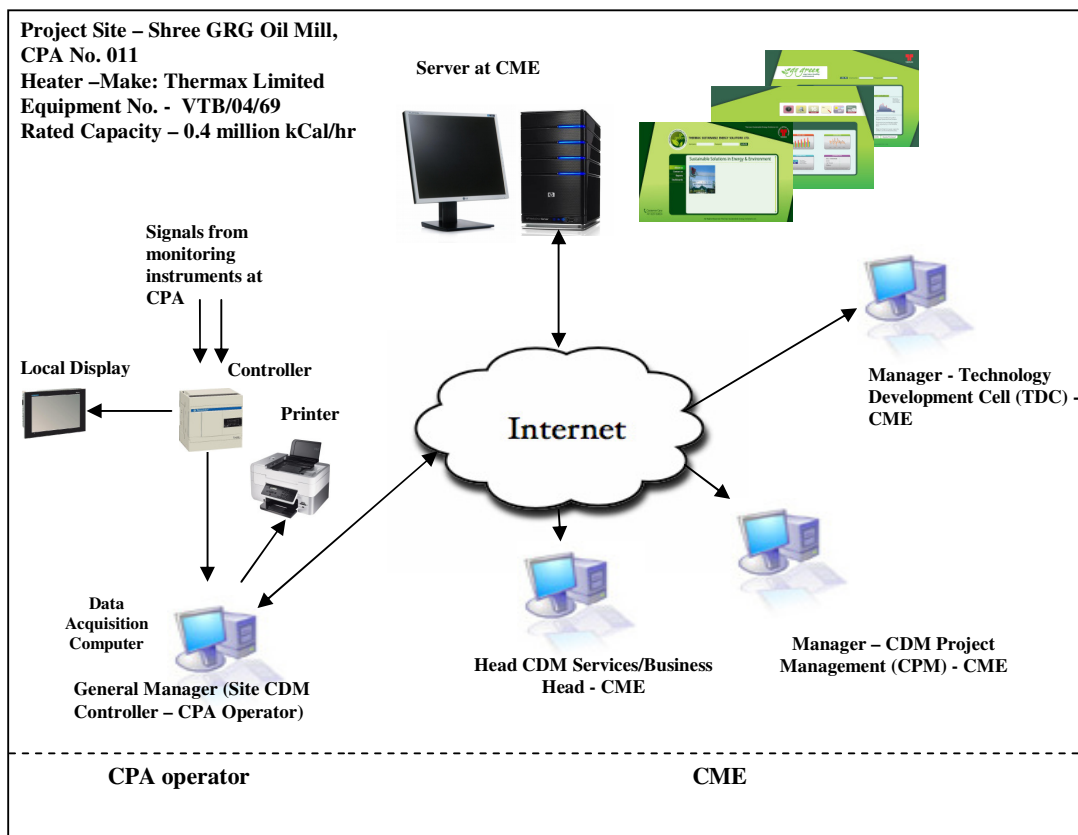 Project Site – Shree GRG Oil Mill,
CPA No. 011
Heater –Make: Thermax Limited
Equipment No. - VTB/04/69
Rated Capacity – 0.4 million kCal/hr
Server at CME
Sustainable Solutions in Energy & Environment
Signals from
monitoring
instruments at
CPA
Local Display
Controller
Printer
Internet
Manager - Technology
Development Cell (TDC) -
CME
Data
Acquisition
Computer
General Manager (Site CDM
Controller – CPA Operator)
Head CDM Services/Business
Head - CME
Manager – CDM Project
Management (CPM) - CME
CPA operator
CME